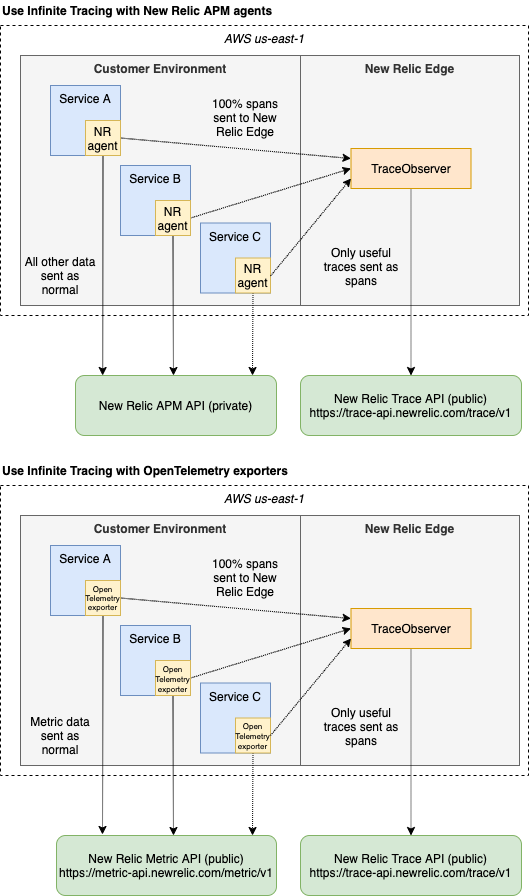 Use Infinite Tracing with New Relic APM agents
AWS us-east-1
Customer Environment
New Relic Edge
Service A
NR
agent
100% spans
sent to New
Relic Edge
TraceObserver
Service B
NR
agent
Service C
NR
agent
All other data
sent as
normal
Only useful
traces sent as
spans
New Relic APM API (private)
New Relic Trace API (public)
https://trace-api.newrelic.com/trace/v1
Use Infinite Tracing with OpenTelemetry exporters
AWS us-east-1
Customer Environment
New Relic Edge
Service A
Open
Telemetry
exporter
100% spans
sent to New
Relic Edge
TraceObserver
Service B
Open
Telemetry
exporter
Service C
Open
Telemetry
exporter
Metric data
sent as
normal
Only useful
traces sent as
spans
New Relic Metric API (public)
https://metric-api.newrelic.com/metric/v1
New Relic Trace API (public)
https://trace-api.newrelic.com/trace/v1